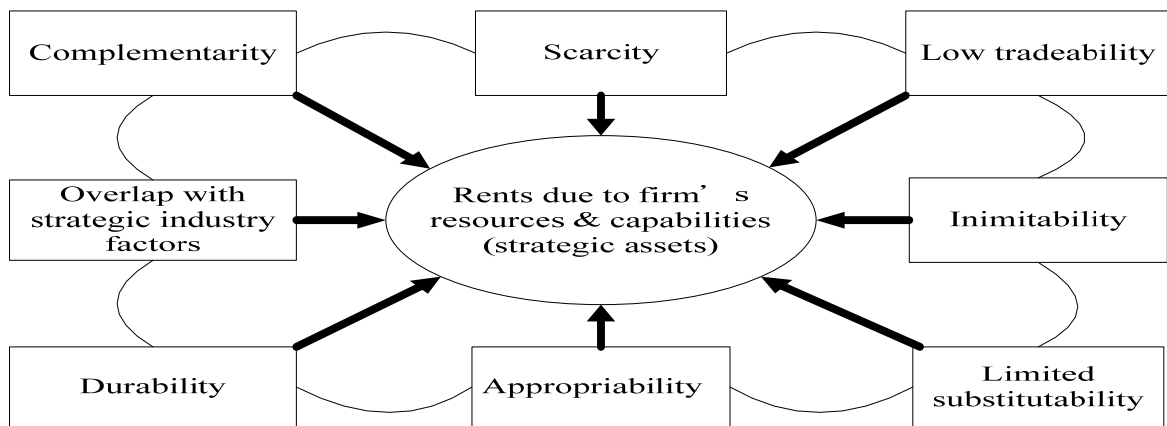 Complementarity
Scarcity
Low tradeability
Overlap with
strategic industry
factors
Rents due to firm’s
resources & capabilities
(strategic assets)
Inimitability
Durability
Appropriability
Limited
substitutability